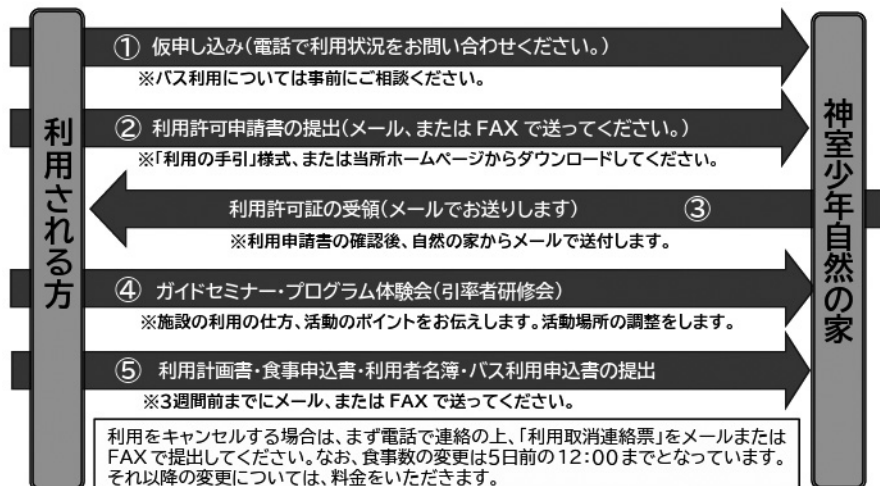 ① 仮申し込み(電話で利用状況をお問い合わせください。)
※バス利用については事前にご相談ください。
利用される方
② 利用許可申請書の提出(メール、または FAX で送ってください。)
※「利用の手引」様式、または当所ホームページからダウンロードしてください。
神室少年自然の家
利用許可証の受領(メールでお送りします) ③
※利用申請書の確認後、自然の家からメールで送付します。
④ ガイドセミナー・プログラム体験会(引率者研修会)
※施設の利用の仕方、活動のポイントをお伝えします。活動場所の調整をします。
⑤ 利用計画書・食事申込書・利用者名簿・バス利用申込書の提出
※3週間前までにメール、または FAX で送ってください。
利用をキャンセルする場合は、まず電話で連絡の上、「利用取消連絡票」をメールまたは
FAXで提出してください。なお、食事数の変更は5日前の12:00までとなっています。
それ以降の変更については、料金をいただきます。